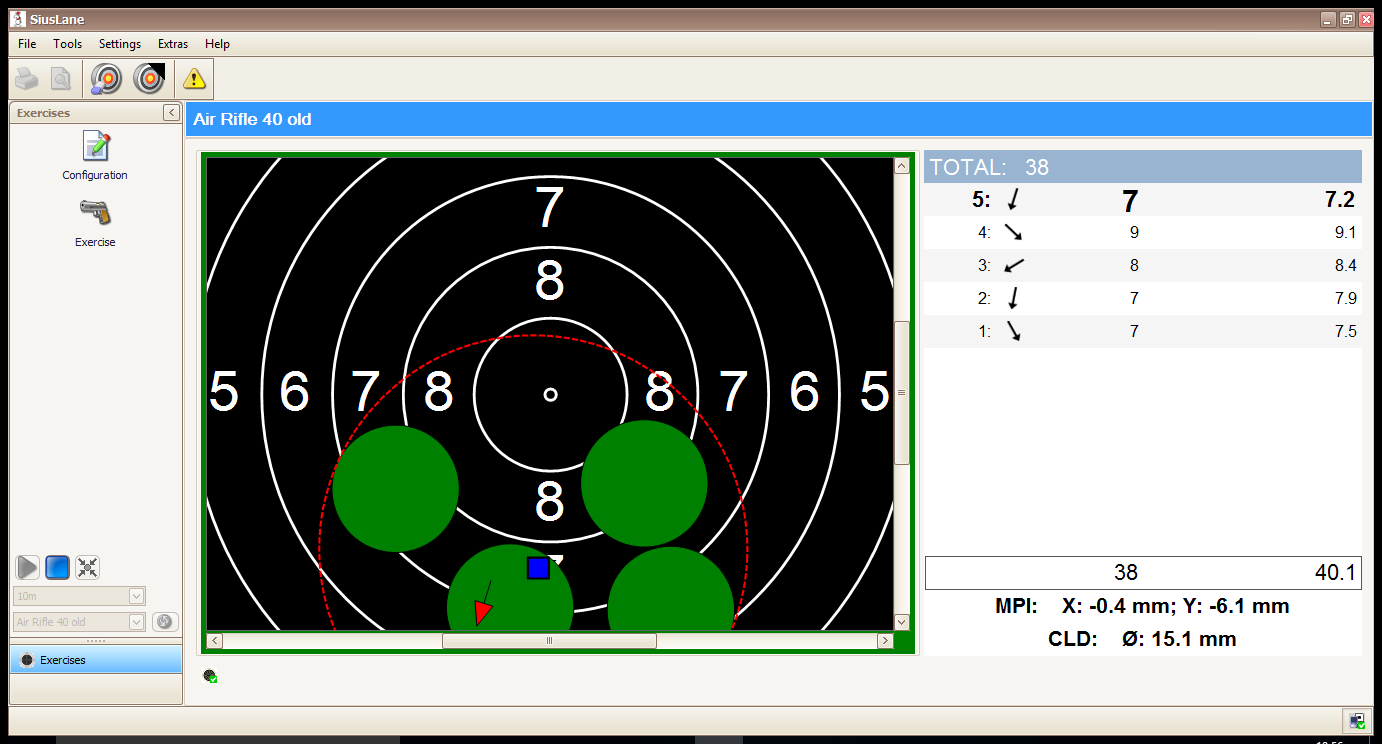 SiusLane
File Tools Settings Extras Help
Exercises
Configuration
Exercise
10m
Air Rifle 40 old
Exercises
Air Rifle 40 old
7
8
5 6 7 8 8 7 6 5
8
TOTAL: 38
5: 7 7.2
4: 9 9.1
3: 8 8.4
2: 7 7.9
1: 7 7.5
38 40.1
MPI: X: -0.4 mm; Y: -6.1 mm
CLD: Ø: 15.1 mm